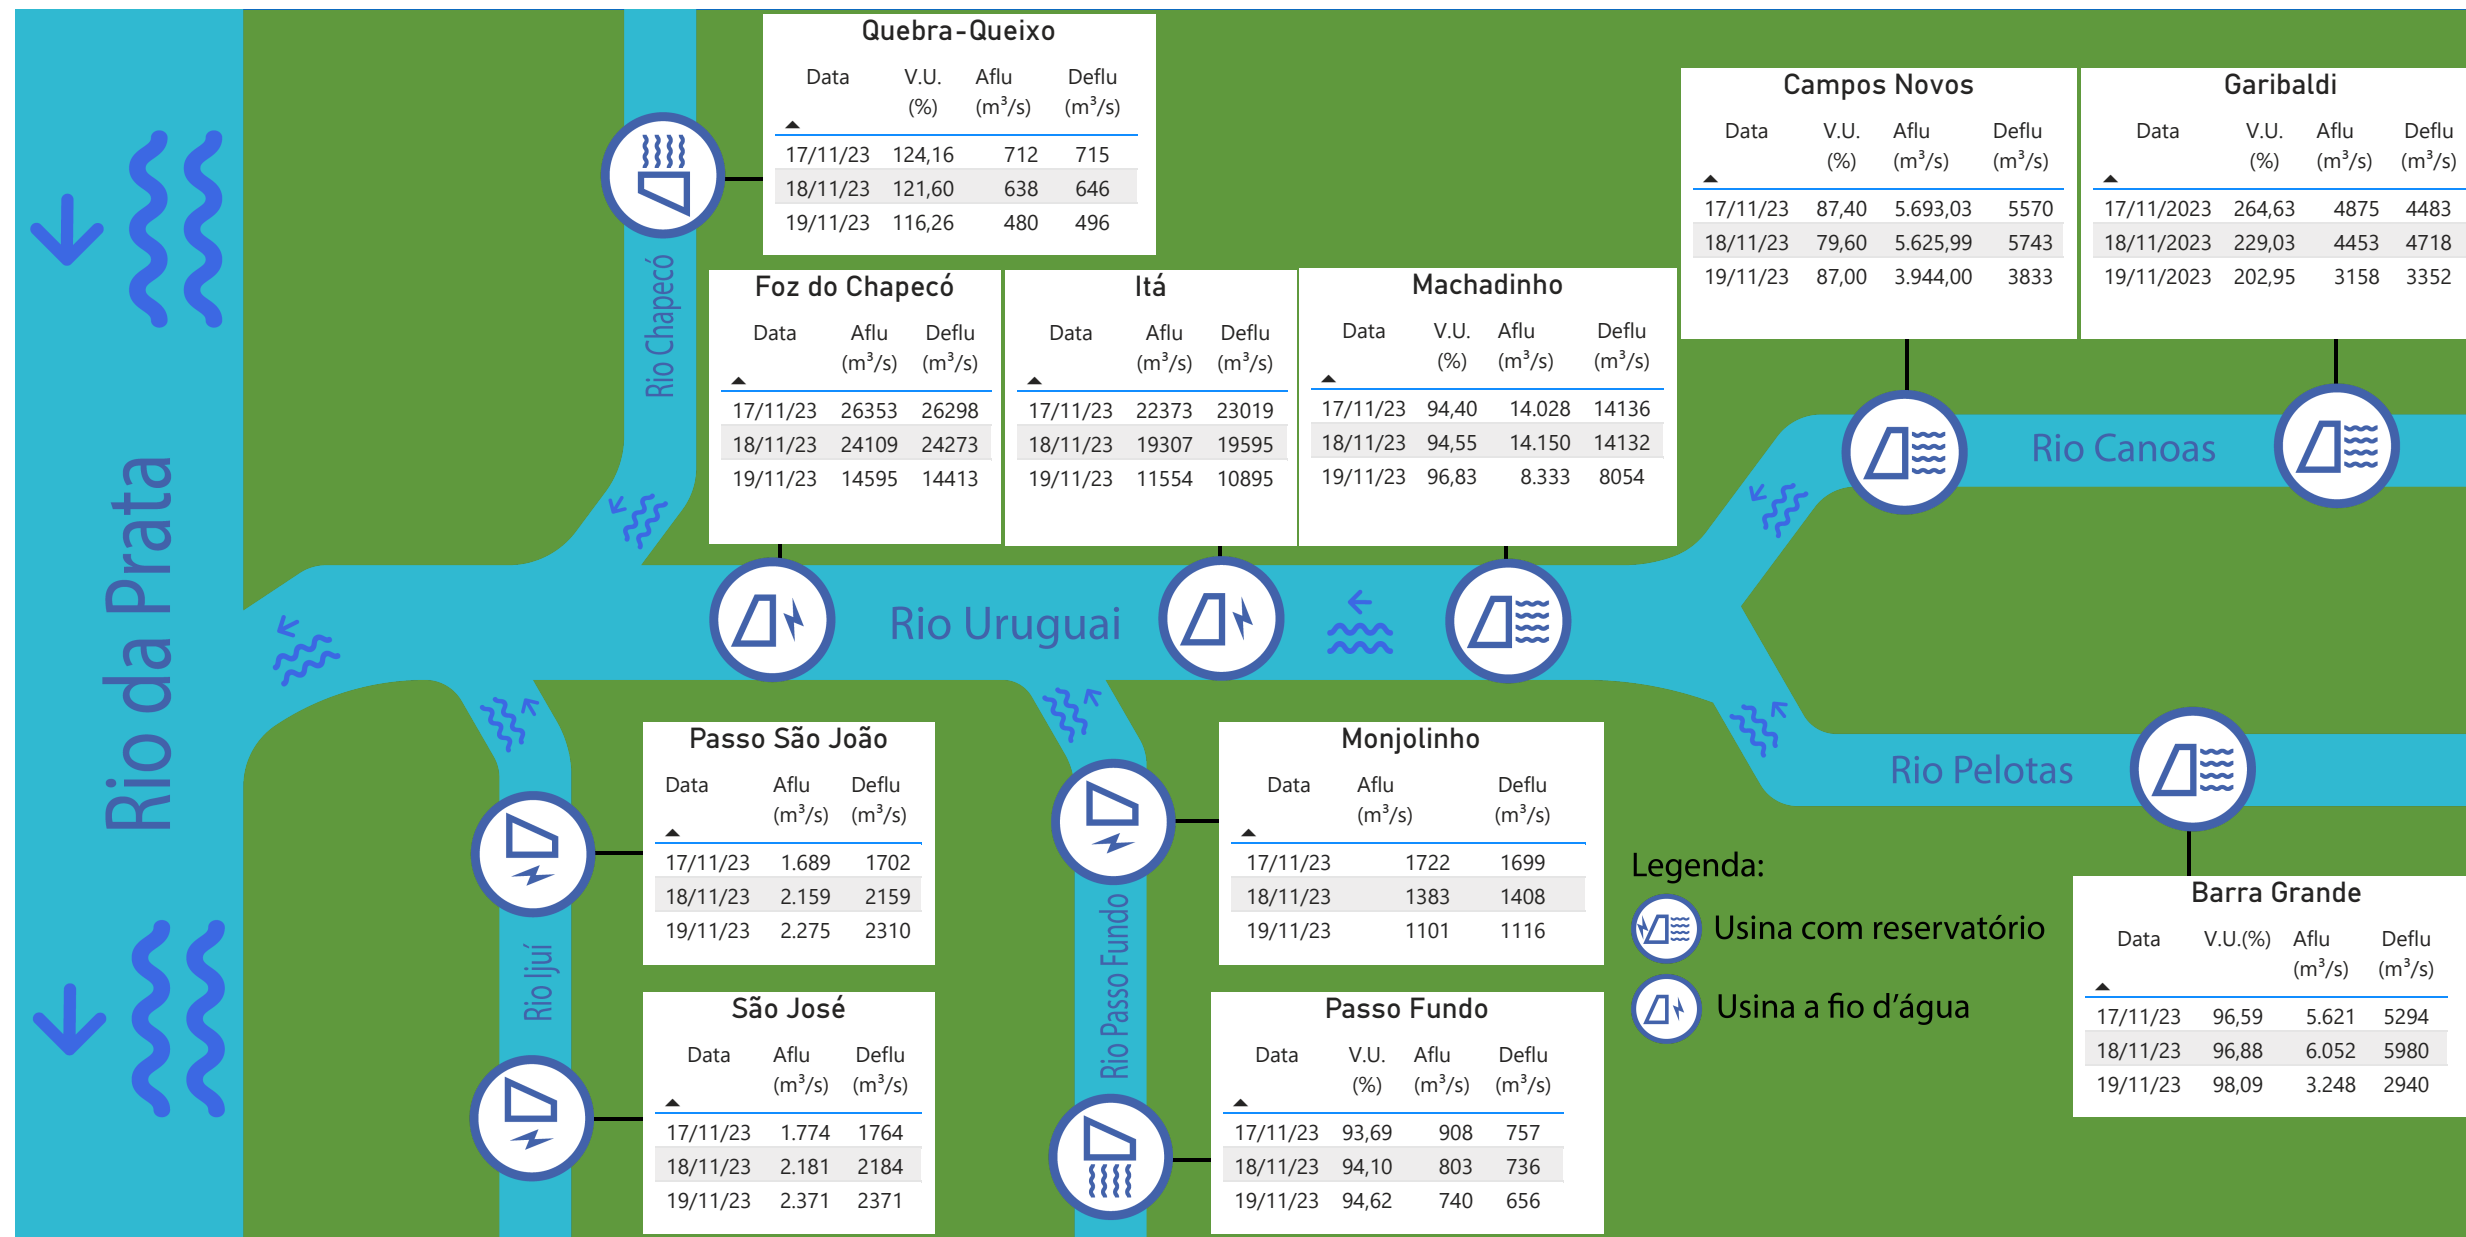 Quebra-Queixo
Data V.U. (%) Aflu (m³/s) Deflu (m³/s)
17/11/23 124,16 712 715
18/11/23 121,60 638 646
19/11/23 116,26 480 496
Campos Novos
Data V.U. (%) Aflu (m³/s) Deflu (m³/s)
17/11/23 87,40 5.693,03 5570
18/11/23 79,60 5.625,99 5743
19/11/23 87,00 3.944,00 3833
Garibaldi
Data V.U. (%) Aflu (m³/s) Deflu (m³/s)
17/11/2023 264,63 4875 4483
18/11/2023 229,03 4453 4718
19/11/2023 202,95 3158 3352
Rio Chapecó
Foz do Chapecó
Data Aflu (m³/s) Deflu (m³/s)
17/11/23 26353 26298
18/11/23 24109 24273
19/11/23 14595 14413
Itá
Data Aflu (m³/s) Deflu (m³/s)
17/11/23 22373 23019
18/11/23 19307 19595
19/11/23 11554 10895
Machadinho
Data V.U. (%) Aflu (m³/s) Deflu (m³/s)
17/11/23 94,40 14.028 14136
18/11/23 94,55 14.150 14132
19/11/23 96,83 8.333 8054
Rio Canoas
Rio da Prata
Rio Uruguai
Rio Pelotas
Passo São João
Data Aflu (m³/s) Deflu (m³/s)
17/11/23 1.689 1702
18/11/23 2.159 2159
19/11/23 2.275 2310
Monjolinho
Data Aflu (m³/s) Deflu (m³/s)
17/11/23 1722 1699
18/11/23 1383 1408
19/11/23 1101 1116
Legenda:
Usina com reservatório
Usina a fio d’água
Barra Grande
Data V.U.(%) Aflu (m³/s) Deflu (m³/s)
17/11/23 96,59 5.621 5294
18/11/23 96,88 6.052 5980
19/11/23 98,09 3.248 2940
Rio Ijuí
São José
Data Aflu (m³/s) Deflu (m³/s)
17/11/23 1.774 1764
18/11/23 2.181 2184
19/11/23 2.371 2371
Rio Passo Fundo
Passo Fundo
Data V.U. (%) Aflu (m³/s) Deflu (m³/s)
17/11/23 93,69 908 757
18/11/23 94,10 803 736
19/11/23 94,62 740 656